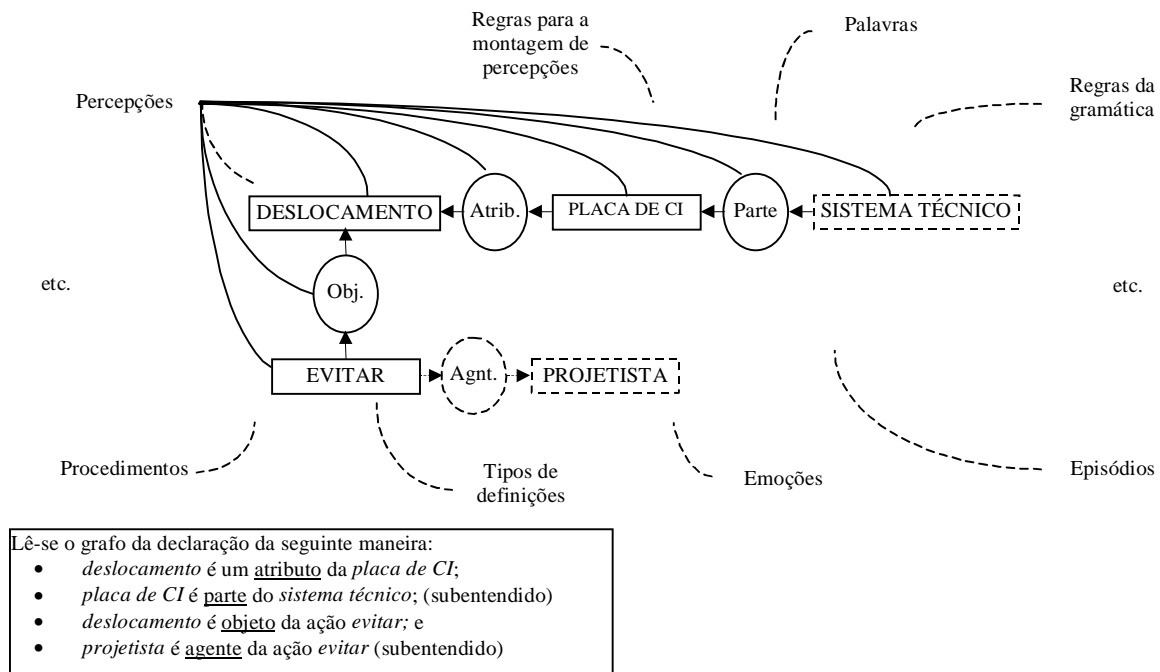 Regras para a
montagem de
percepções
Palavras
Percepções
Regras da
gramática
DESLOCAMENTO
Atrib.
PLACA DE CI
Parte
SISTEMA TÉCNICO
etc.
Obj.
etc.
EVITAR
Agnt.
PROJETISTA
Procedimentos
Tipos de
definições
Emoções
Episódios
Lê-se o grafo da declaração da seguinte maneira:
• deslocamento é um atributo da placa de CI;
• placa de CI é parte do sistema técnico; (subentendido)
• deslocamento é objeto da ação evitar; e
• projetista é agente da ação evitar (subentendido)